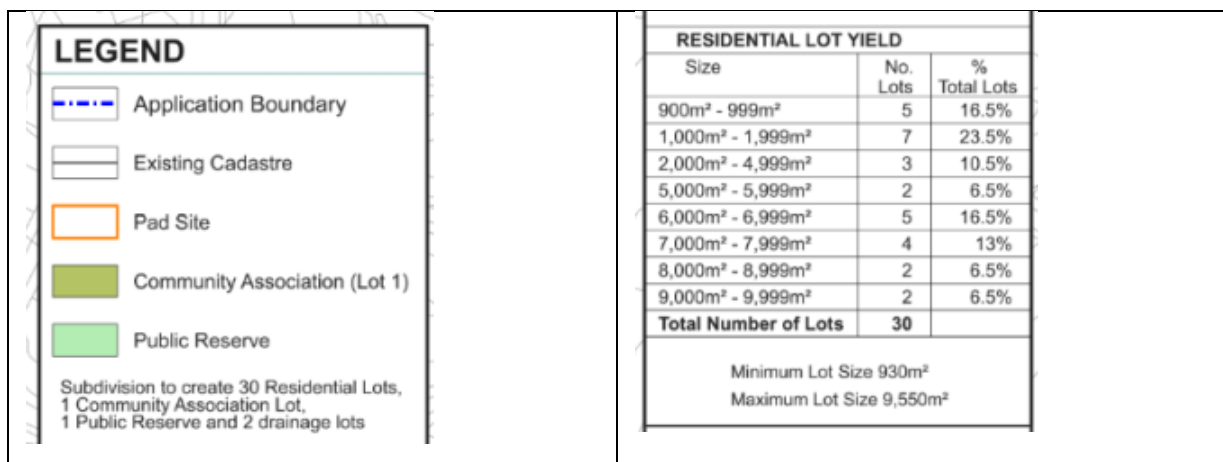 LEGEND
Application Boundary
Existing Cadastre
Pad Site
Community Association (Lot 1)
Public Reserve
Subdivision to create 30 Residential Lots,
1 Community Association Lot,
1 Public Reserve and 2 drainage lots
RESIDENTIAL LOT YIELD
Size No. Lots % Total Lots
900m² - 999m² 5 16.5%
1,000m² - 1,999m² 7 23.5%
2,000m² - 4,999m² 3 10.5%
5,000m² - 5,999m² 2 6.5%
6,000m² - 6,999m² 5 16.5%
7,000m² - 7,999m² 4 13%
8,000m² - 8,999m² 2 6.5%
9,000m² - 9,999m² 2 6.5%
Total Number of Lots 30
Minimum Lot Size 930m²
Maximum Lot Size 9,550m²